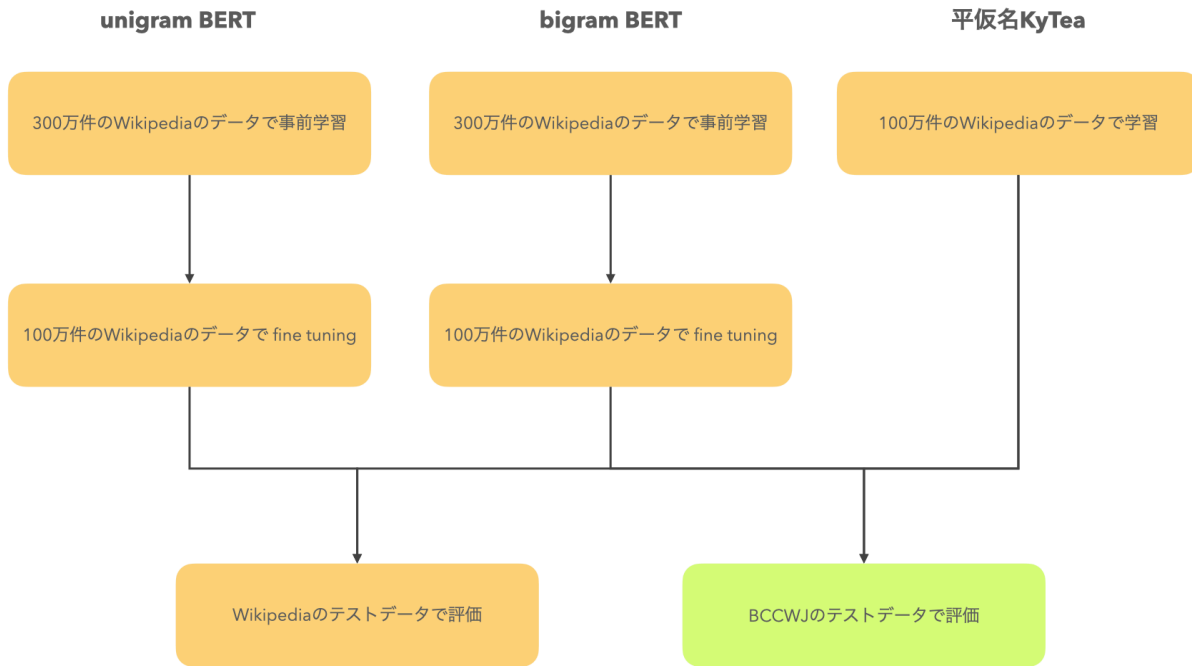 unigram BERT
bigram BERT
平仮名KyTea
300万件のWikipediaのデータで事前学習
300万件のWikipediaのデータで事前学習
100万件のWikipediaのデータで学習
100万件のWikipediaのデータで fine tuning
100万件のWikipediaのデータで fine tuning
Wikipediaのテストデータで評価
BCCWJのテストデータで評価